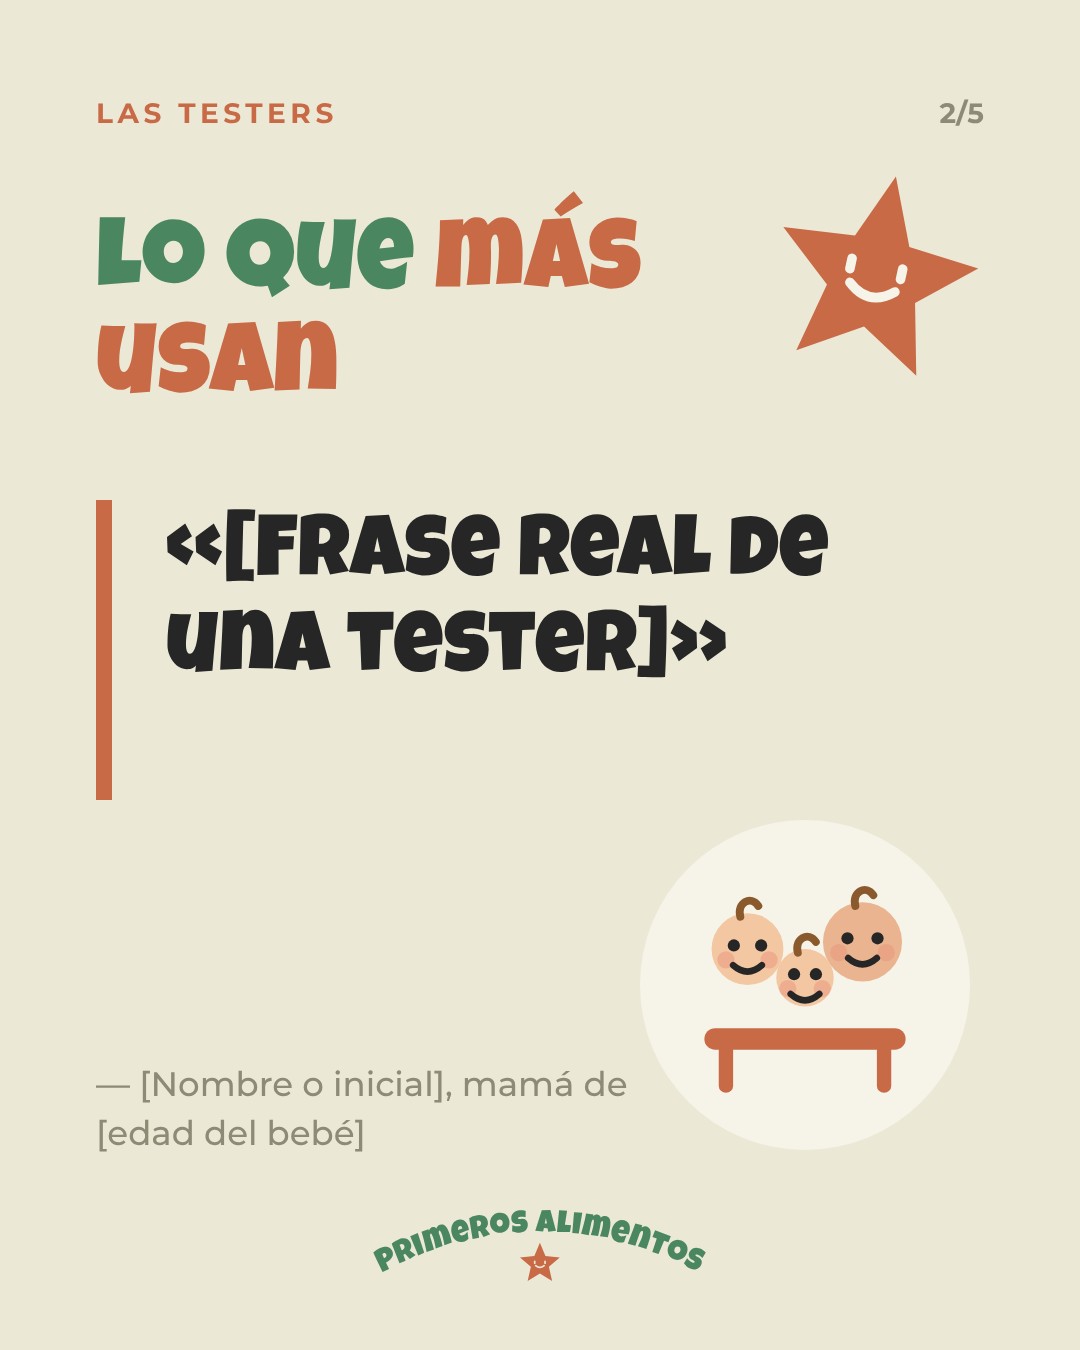 LAS TESTERS
2/5
Lo que más
usan
«[Frase real de
una tester]»
— [Nombre o inicial], mamá de
[edad del bebé]
PRIMEROS ALIMENTOS